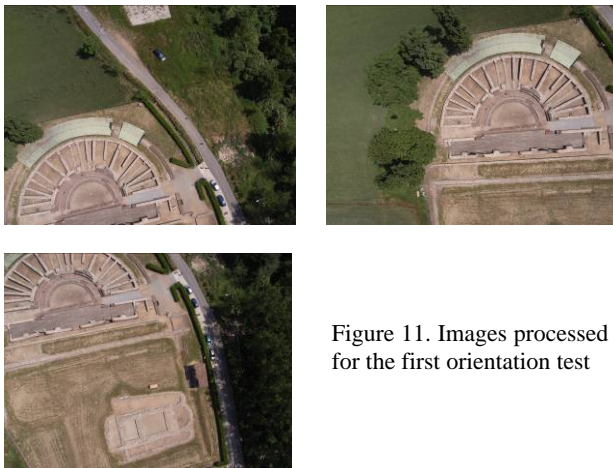 Figure 11. Images processed
for the first orientation test